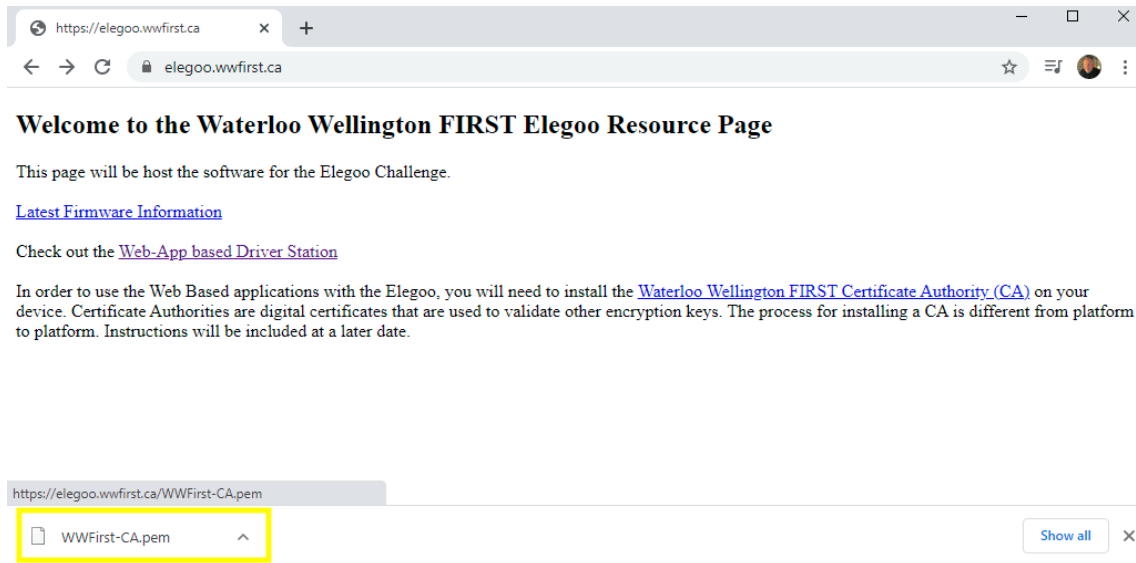 https://elegoo.wwfirst.ca
elegoo.wwfirst.ca
Welcome to the Waterloo Wellington FIRST Elegoo Resource Page
This page will be host the software for the Elegoo Challenge.
Latest Firmware Information
Check out the Web-App based Driver Station
In order to use the Web Based applications with the Elegoo, you will need to install the Waterloo Wellington FIRST Certificate Authority (CA) on your
device. Certificate Authorities are digital certificates that are used to validate other encryption keys. The process for installing a CA is different from platform
to platform. Instructions will be included at a later date.
https://elegoo.wwfirst.ca/WWFirst-CA.pem
WWFirst-CA.pem
Show all